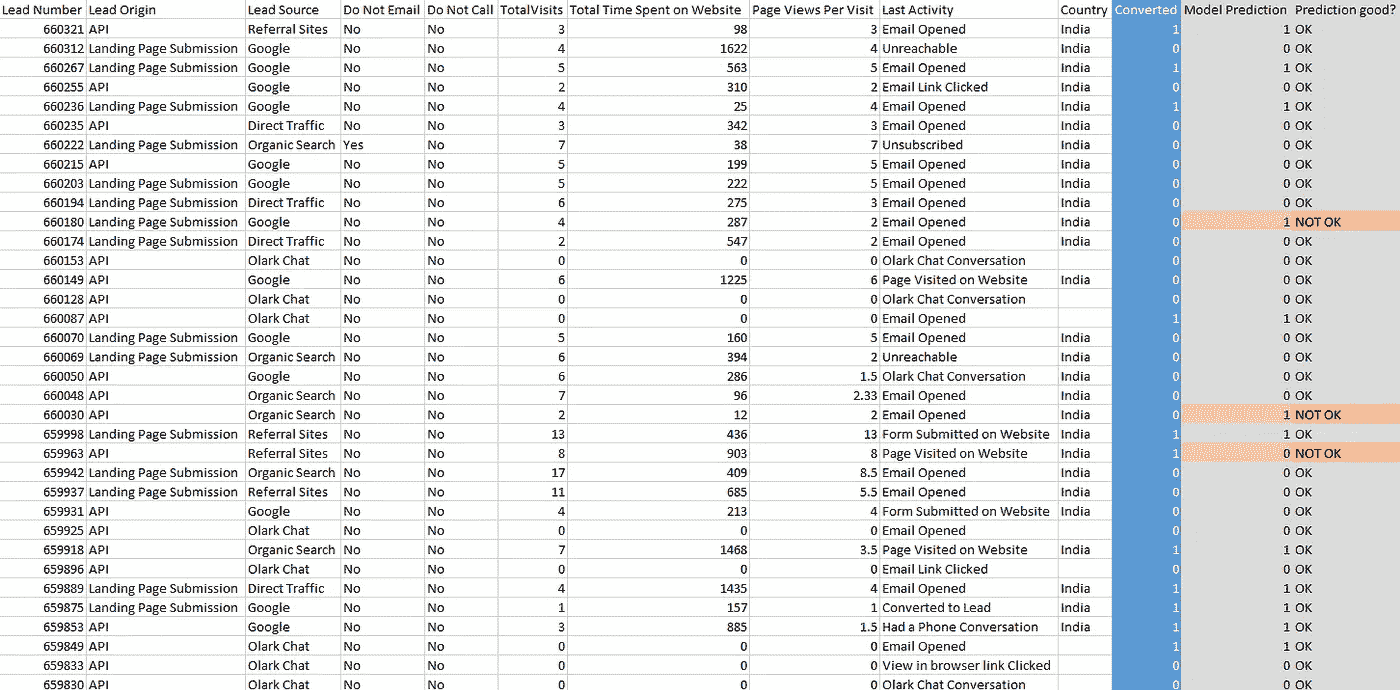 Lead Number Lead Origin Lead Source Do Not Email Do Not Call TotalVisits Total Time Spent on Website Page Views Per Visit Last Activity Country Converted Model Prediction Prediction good?
660321 API Referral Sites No No 3 98 3 Email Opened India 1 1 OK
660312 Landing Page Submission Google No No 4 1622 4 Unreachable India 0 0 OK
660267 Landing Page Submission Google No No 5 563 5 Email Opened India 1 1 OK
660255 API Google No No 2 310 2 Email Link Clicked India 0 0 OK
660236 Landing Page Submission Google No No 4 25 4 Email Opened India 1 0 OK
660235 API Direct Traffic No No 3 342 3 Email Opened India 0 0 OK
660222 Landing Page Submission Organic Search Yes No 7 38 7 Unsubscribed India 0 0 OK
660215 API Google No No 5 199 5 Email Opened India 0 0 OK
660203 Landing Page Submission Google No No 5 222 5 Email Opened India 0 0 OK
660194 Landing Page Submission Direct Traffic No No 6 275 3 Email Opened India 0 0 OK
660180 Landing Page Submission Google No No 4 287 2 Email Opened India 0 1 NOT OK
660174 Landing Page Submission Direct Traffic No No 2 547 2 Email Opened India 0 0 OK
660153 API Olark Chat No No 0 0 0 Olark Chat Conversation 0 0 OK
660149 API Google No No 6 1225 6 Page Visited on Website India 0 0 OK
660128 API Olark Chat No No 0 0 0 Olark Chat Conversation 0 0 OK
660087 API Olark Chat No No 0 0 0 Email Opened 1 1 OK
660070 Landing Page Submission Google No No 5 160 5 Email Opened India 0 0 OK
660069 Landing Page Submission Organic Search No No 6 394 2 Unreachable India 0 0 OK
660050 API Google No No 6 286 1.5 Olark Chat Conversation India 0 0 OK
660048 API Organic Search No No 7 96 2.33 Email Opened India 0 0 OK
660030 API Organic Search No No 2 12 2 Email Opened India 0 1 NOT OK
659998 Landing Page Submission Referral Sites No No 13 436 13 Form Submitted on Website India 1 1 OK
659963 API Referral Sites No No 8 903 8 Page Visited on Website India 1 0 NOT OK
659942 Landing Page Submission Organic Search No No 17 409 8.5 Email Opened India 0 0 OK
659937 Landing Page Submission Referral Sites No No 11 685 5.5 Email Opened India 0 0 OK
659931 API Google No No 4 213 4 Form Submitted on Website India 0 0 OK
659925 API Olark Chat No No 0 0 0 Email Opened 0 0 OK
659918 API Organic Search No No 7 1468 3.5 Page Visited on Website India 1 1 OK
659896 API Olark Chat No No 0 0 0 Email Link Clicked 0 0 OK
659889 Landing Page Submission Direct Traffic No No 4 1435 4 Email Opened India 1 1 OK
659875 Landing Page Submission Google No No 1 157 1 Converted to Lead India 1 1 OK
659853 API Google No No 3 885 1.5 Had a Phone Conversation India 1 1 OK
659849 API Olark Chat No No 0 0 0 Email Opened 1 1 OK
659833 API Olark Chat No No 0 0 0 View in browser link Clicked 0 0 OK
659830 API Olark Chat No No 0 0 0 Olark Chat Conversation 0 0 OK